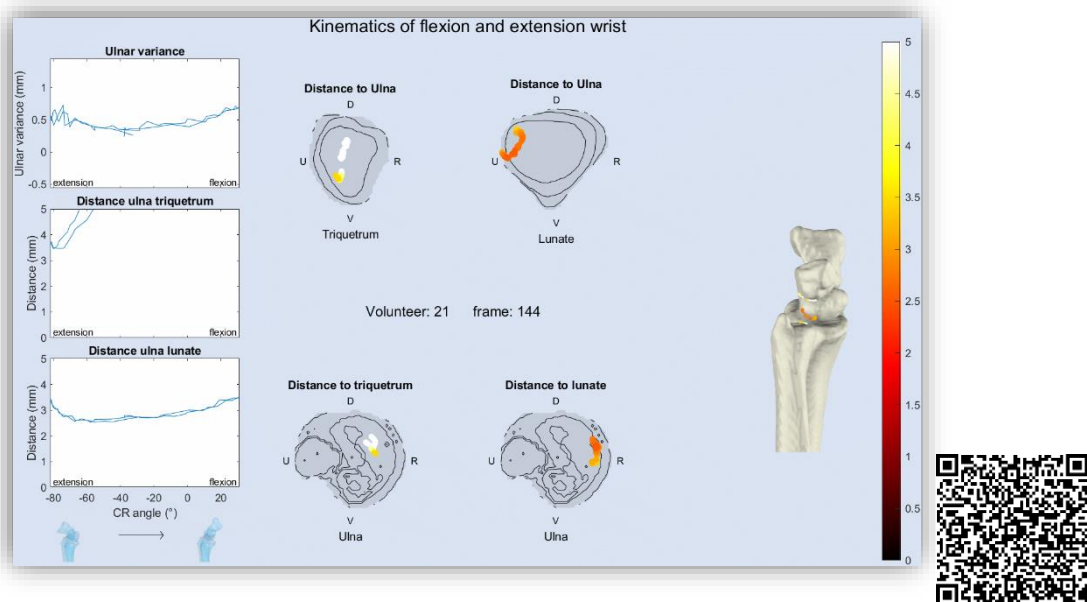 Kinematics of flexion and extension wrist
Ulnar variance
Ulnar variance (mm)
1
0.5
0
-0.5
extension
flexion
Distance ulna triquetrum
Distance (mm)
5
4
3
2
1
0
extension
flexion
Distance ulna lunate
Distance (mm)
5
4
3
2
1
0
extension
flexion
-80
-60
-40
-20
0
20
CR angle (°)
Distance to Ulna
D
U
R
V
Triquetrum
Distance to Ulna
D
U
R
V
Lunate
Volunteer: 21 frame: 144
Distance to triquetrum
D
U
R
V
Ulna
Distance to lunate
D
U
R
V
Ulna
5
4.5
4
3.5
3
2.5
2
1.5
1
0.5
0